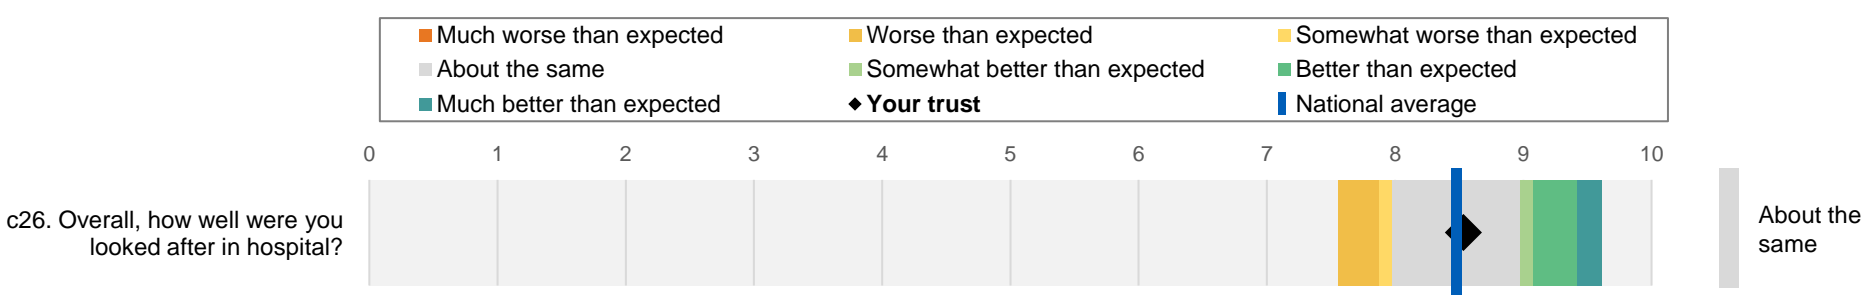 Much worse than expected
Worse than expected
Somewhat worse than expected
About the same
Somewhat better than expected
Better than expected
Much better than expected
Your trust
National average
0 1 2 3 4 5 6 7 8 9 10
c26. Overall, how well were you
looked after in hospital?
About the
same